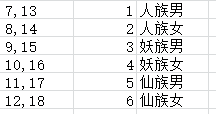 7,13 1 人族男
8,14 2 人族女
9,15 3 妖族男
10,16 4 妖族女
11,17 5 仙族男
12,18 6 仙族女